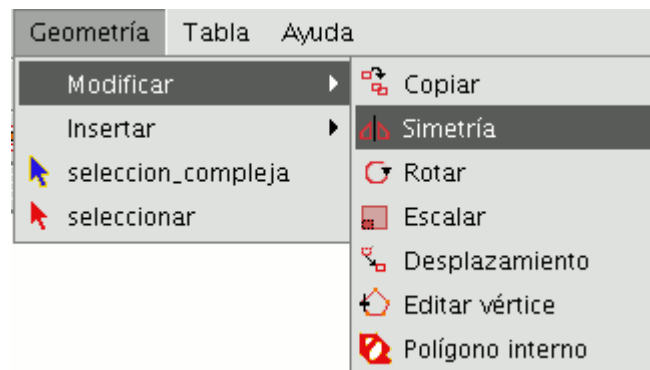 Geometría Tabla Ayuda
Modificar
Insertar
seleccion_compleja
seleccionar
Copiar
Simetría
Rotar
Escalar
Desplazamiento
Editar vértice
Polígono interno